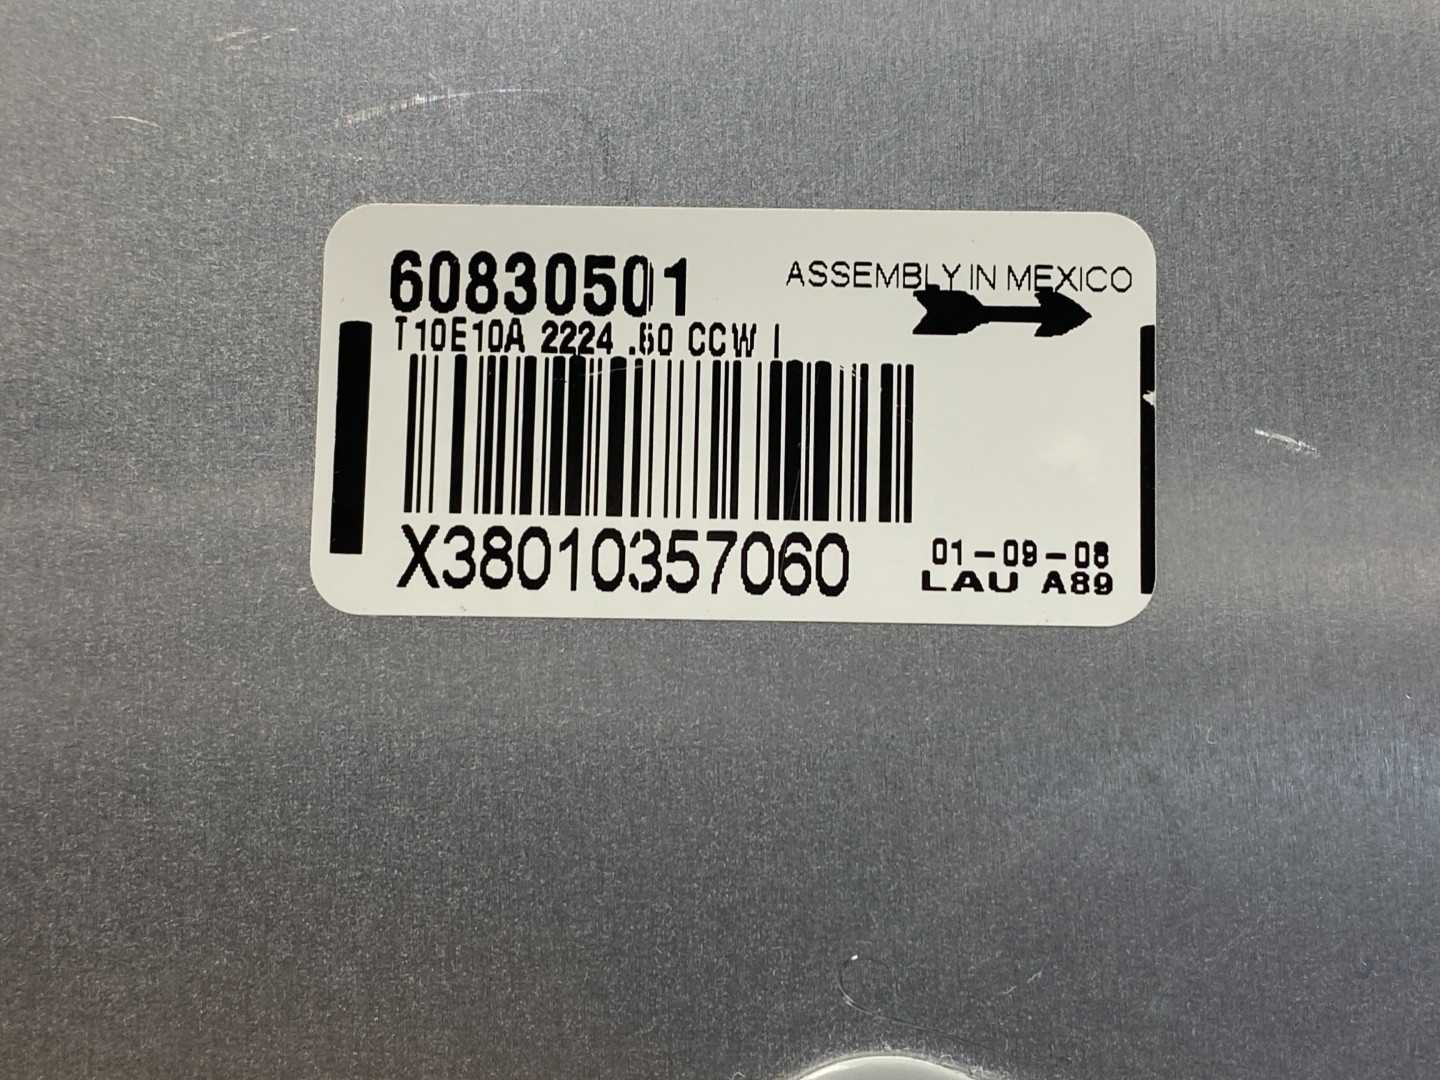 60830501
ASSEMBLY IN MEXICO
T10E10A 2224 .50 CCW I
X38010357060
01-09-08
LAU A89